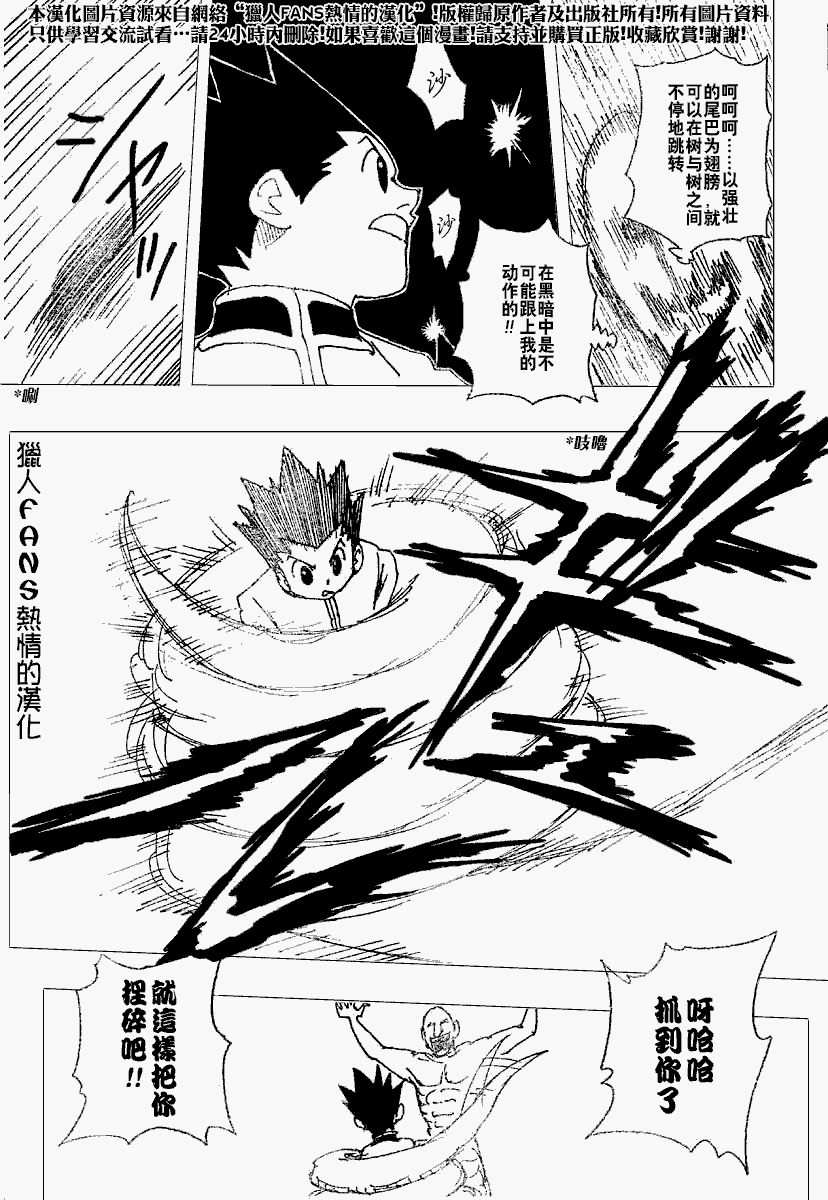 本漢化圖片資源來自網絡“獵人FANS熱情的漢化”!版權歸原作者及出版社所有!所有圖片資料
只供學習交流試看…請24小時內刪除!如果喜歡這個漫畫!請支持並購買正版!收藏欣賞!謝謝!
呵呵呵……以强壮
的尾巴为翅膀,就
可以在树与树之间
不停地跳转
沙
沙
在黑暗中是不
可能跟上我的
动作的!!
シャ
*唰
*吱嚕
獵人FANS熱情的漢化
呀哈哈
抓到你了
就這樣把你
捏碎吧!!